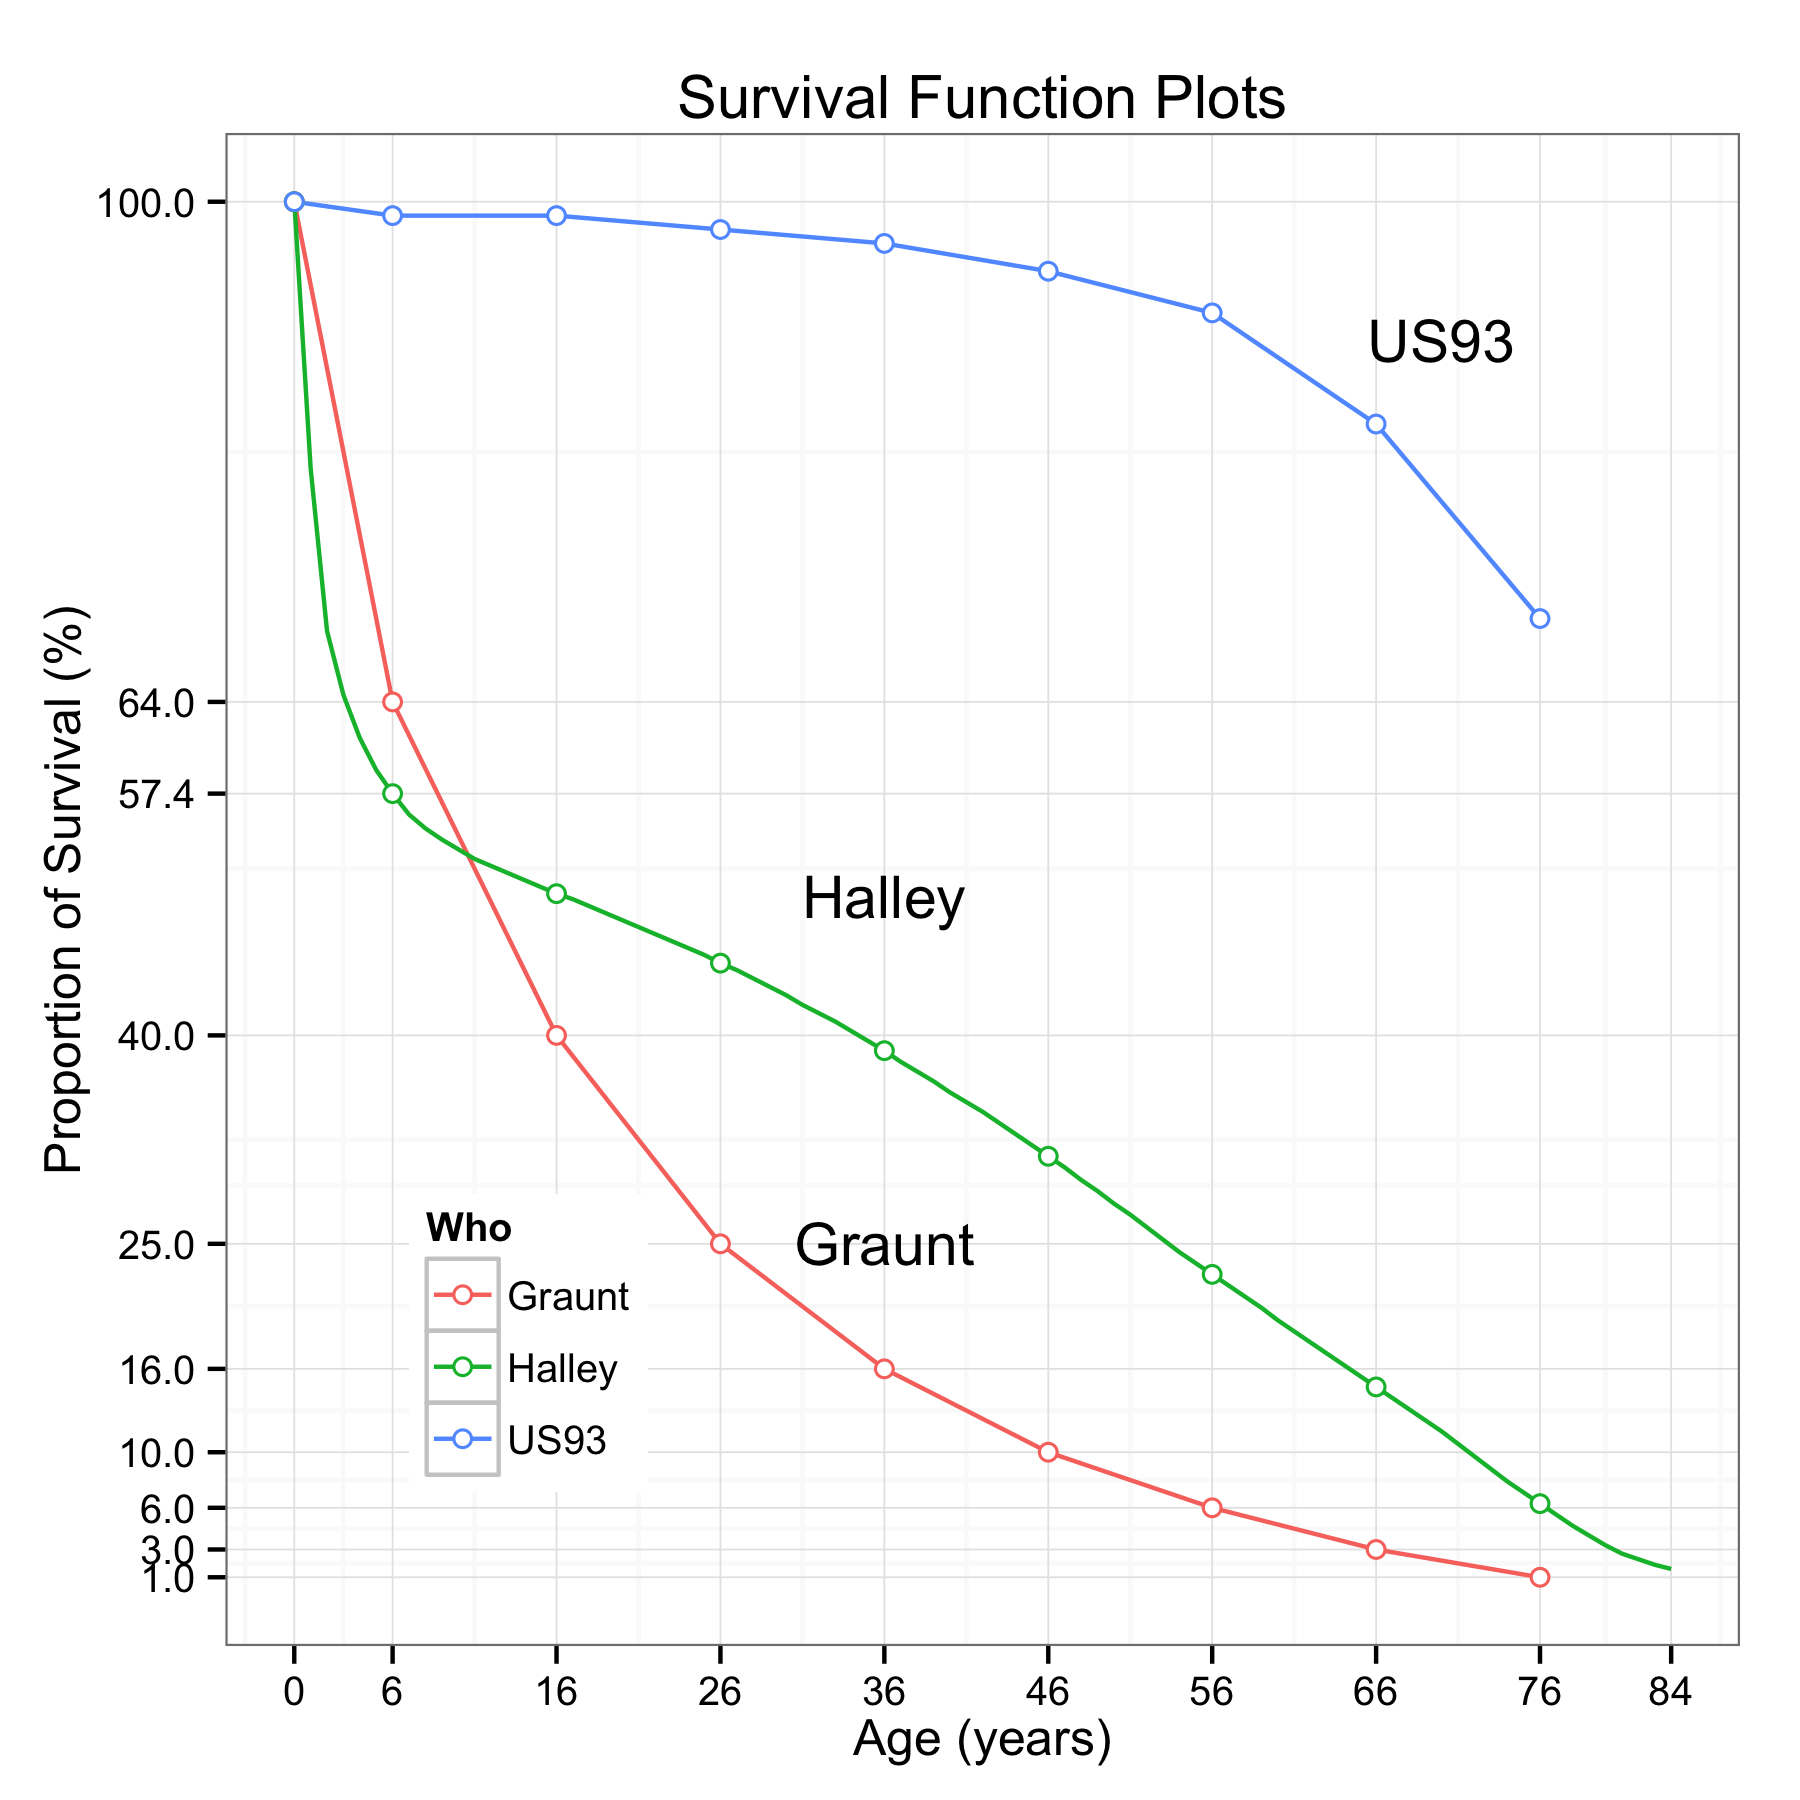 Survival Function Plots
Proportion of Survival (%)
100.0
64.0
57.4
40.0
25.0
16.0
10.0
6.0
3.0
1.0
US93
Halley
Graunt
Who
Graunt
Halley
US93
0 6 16 26 36 46 56 66 76 84
Age (years)